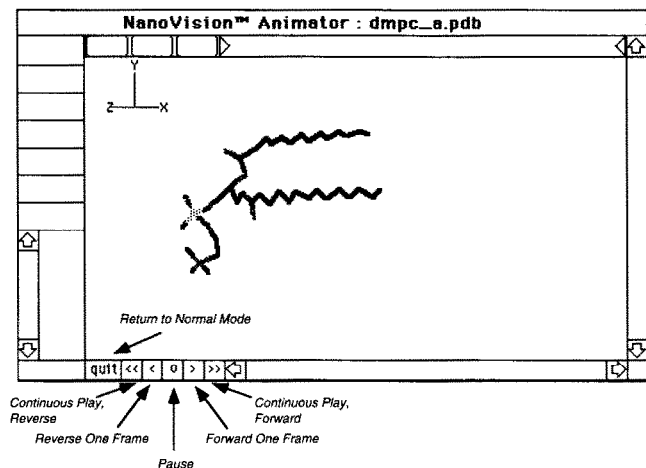 NanoVision™ Animator : dmpc_a.pdb
Y
Z X
Return to Normal Mode
quit << < o > >>
Continuous Play, Reverse
Continuous Play, Forward
Reverse One Frame
Forward One Frame
Pause